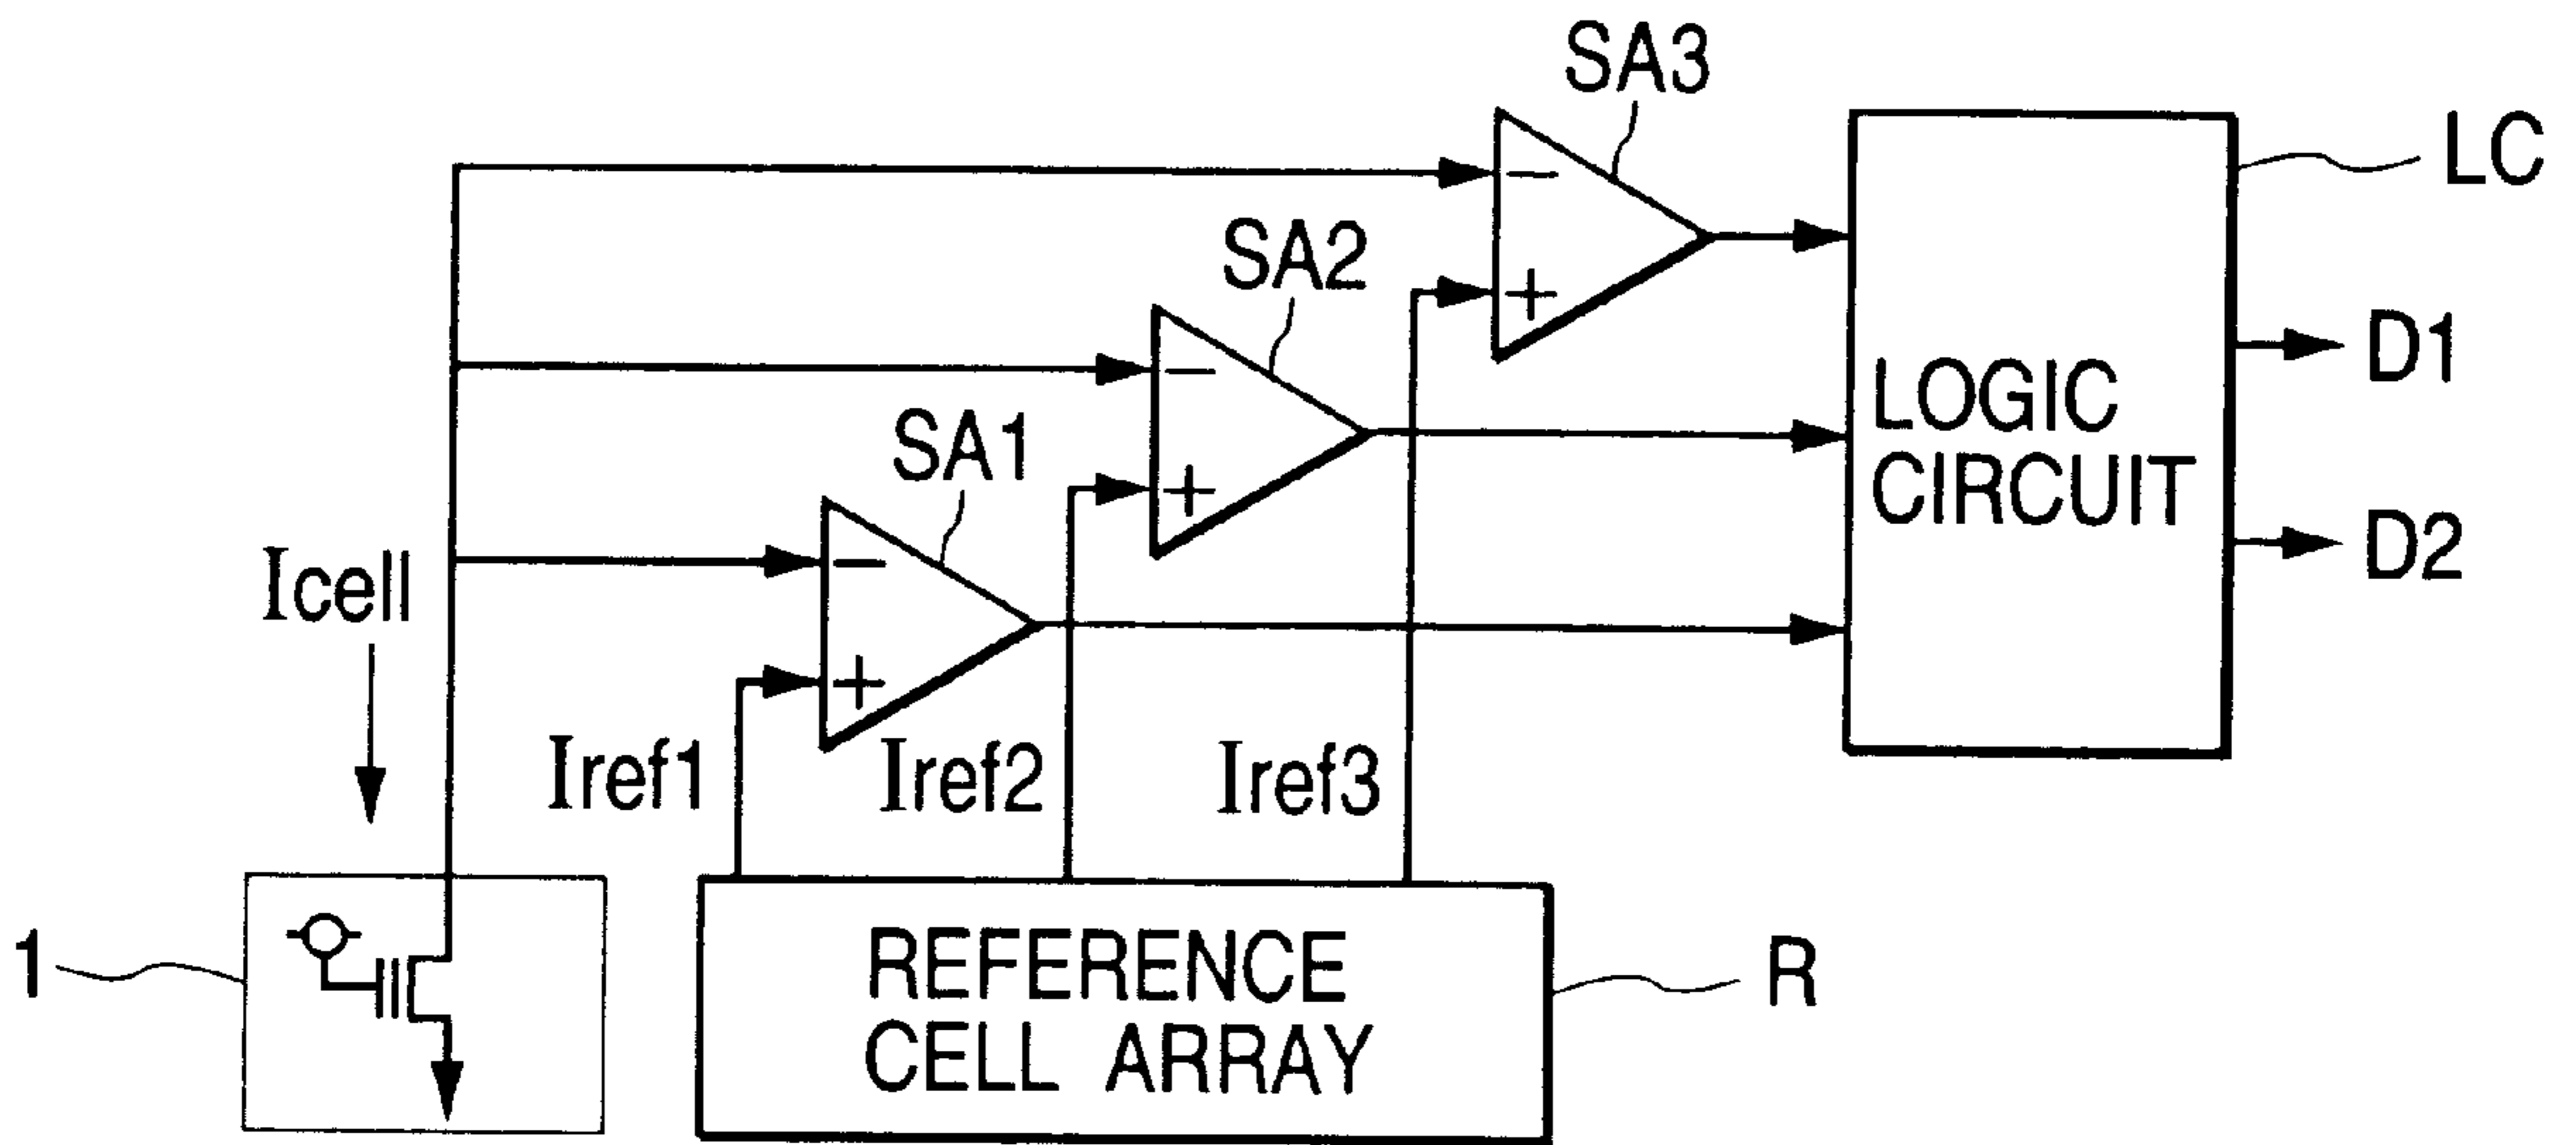 SA3
LC
SA2
D1
LOGIC
CIRCUIT
SA1
D2
Icell
Iref1
Iref2
Iref3
1
REFERENCE
CELL ARRAY
R
−
+
−
+
−
+